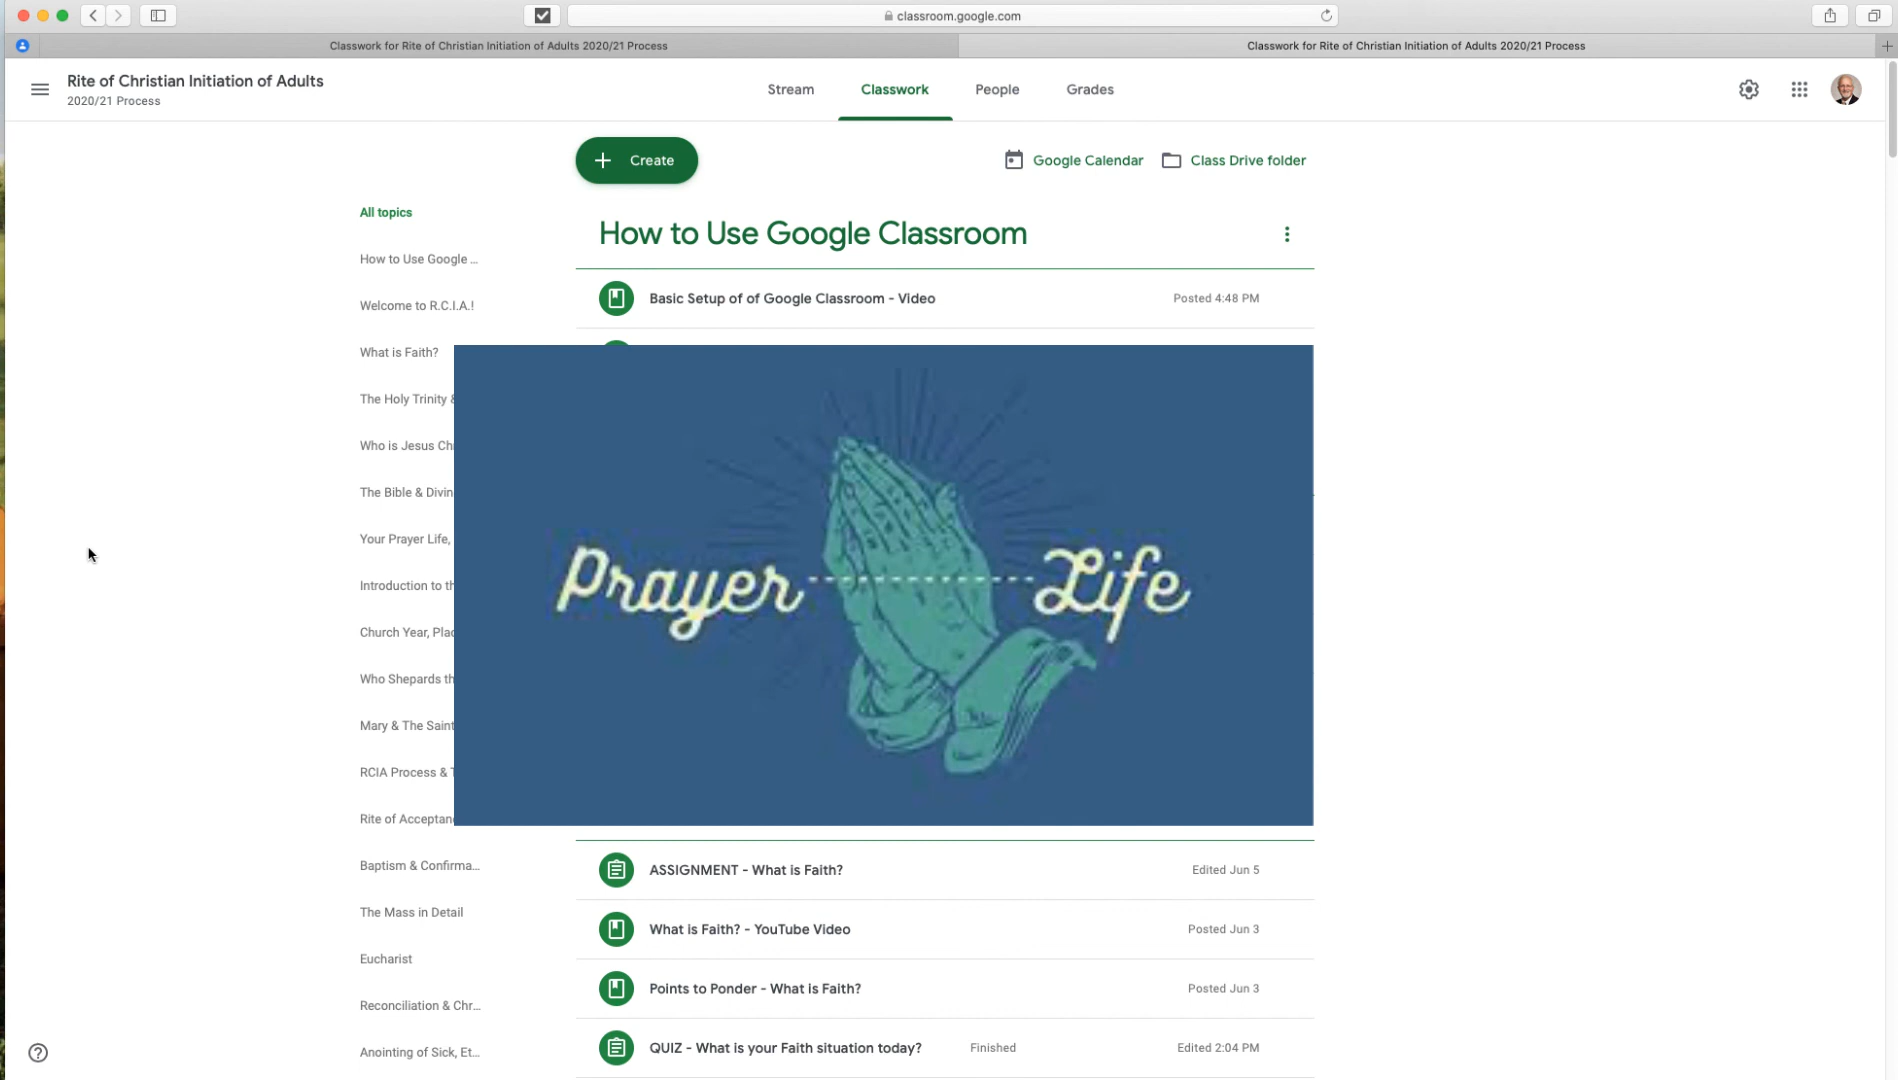 classroom.google.com
Classwork for Rite of Christian Initiation of Adults 2020/21 Process
Classwork for Rite of Christian Initiation of Adults 2020/21 Process
Rite of Christian Initiation of Adults
2020/21 Process
Stream
Classwork
People
Grades
Create
Google Calendar
Class Drive folder
All topics
How to Use Google ...
Welcome to R.C.I.A.!
What is Faith?
The Holy Trinity &
Who is Jesus Ch
The Bible & Divin
Your Prayer Life,
Introduction to th
Church Year, Plac
Who Shepards th
Mary & The Saint
RCIA Process & T
Rite of Acceptan
Baptism & Confirma...
The Mass in Detail
Eucharist
Reconciliation & Chr...
Anointing of Sick, Et...
How to Use Google Classroom
Basic Setup of of Google Classroom - Video
Posted 4:48 PM
Prayer Life
ASSIGNMENT - What is Faith?
Edited Jun 5
What is Faith? - YouTube Video
Posted Jun 3
Points to Ponder - What is Faith?
Posted Jun 3
QUIZ - What is your Faith situation today?
Finished
Edited 2:04 PM